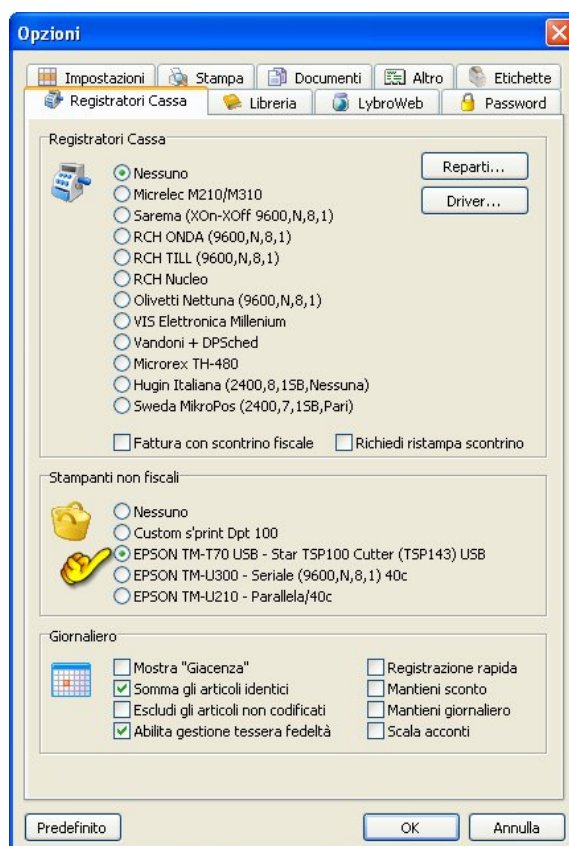 Opzioni
Impostazioni
Stampa
Documenti
Altro
Etichette
Registratori Cassa
Libreria
LybroWeb
Password
Registratori Cassa
Nessuno
Micrelec M210/M310
Sarema (XOn-XOff 9600,N,8,1)
RCH ONDA (9600,N,8,1)
RCH TILL (9600,N,8,1)
RCH Nucleo
Olivetti Nettuna (9600,N,8,1)
VIS Elettronica Millenium
Vandoni + DPSched
Microrex TH-480
Hugin Italiana (2400,8,1SB,Nessuna)
Sweda MikroPos (2400,7,1SB,Pari)
Reparti...
Driver...
Fattura con scontrino fiscale
Richiedi ristampa scontrino
Stampanti non fiscali
Nessuno
Custom s'print Dpt 100
EPSON TM-T70 USB - Star TSP100 Cutter (TSP143) USB
EPSON TM-U300 - Seriale (9600,N,8,1) 40c
EPSON TM-U210 - Parallela/40c
Giornaliero
Mostra "Giacenza"
Somma gli articoli identici
Escludi gli articoli non codificati
Abilita gestione tessera fedeltà
Registrazione rapida
Mantieni sconto
Mantieni giornaliero
Scala acconti
Predefinito
OK
Annulla